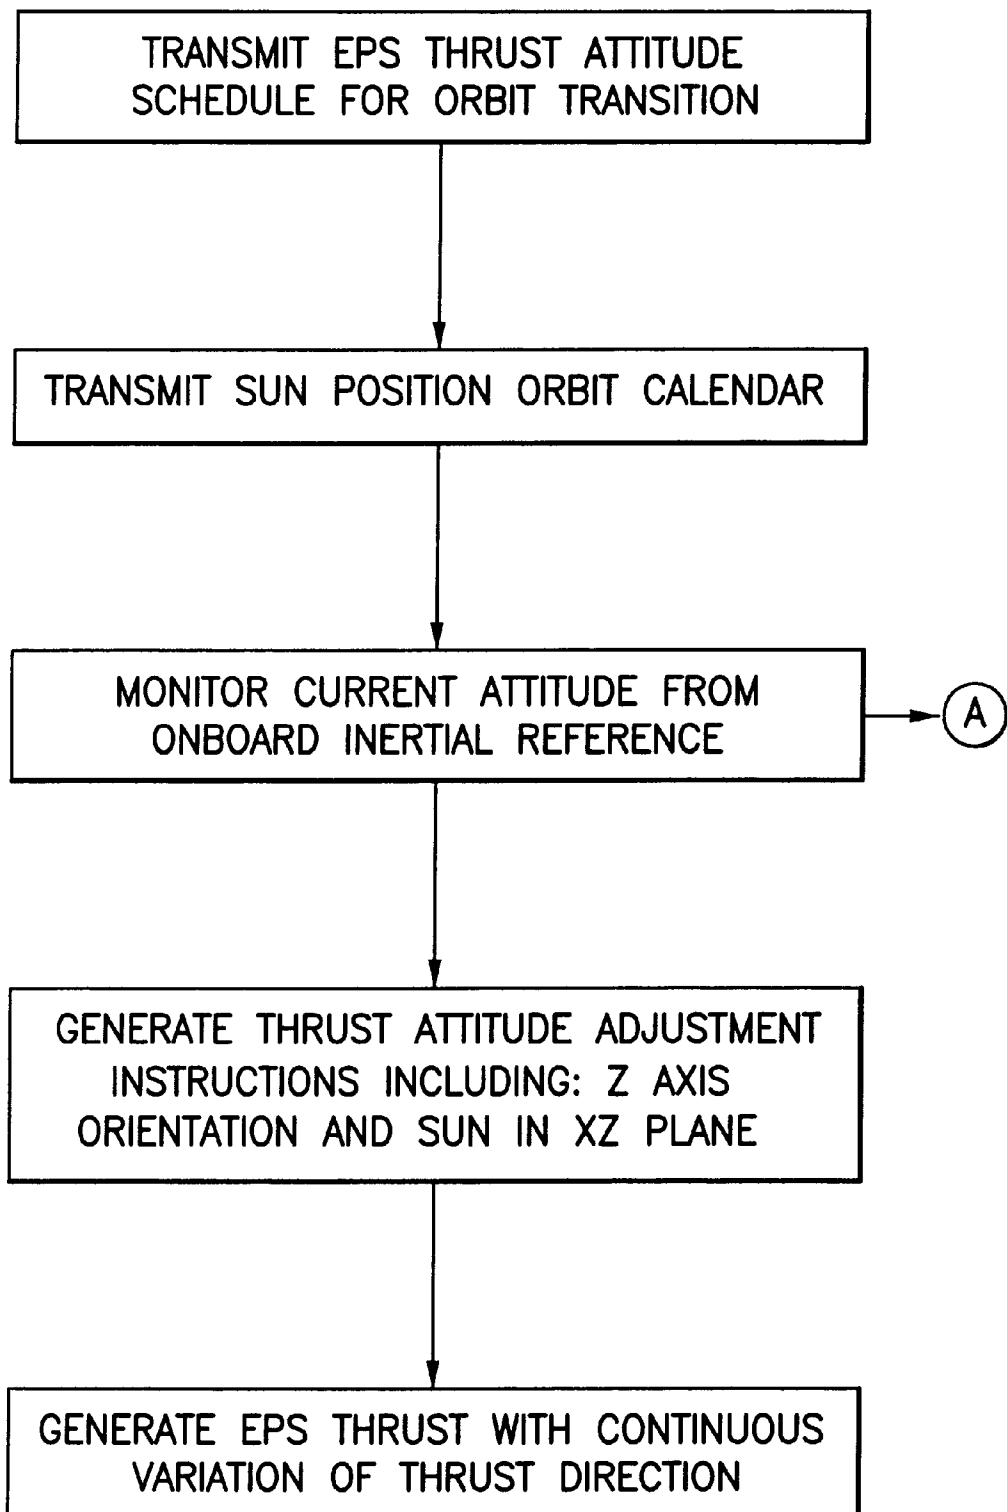 TRANSMIT EPS THRUST ATTITUDE
SCHEDULE FOR ORBIT TRANSITION
TRANSMIT SUN POSITION ORBIT CALENDAR
MONITOR CURRENT ATTITUDE FROM
ONBOARD INERTIAL REFERENCE
A
GENERATE THRUST ATTITUDE ADJUSTMENT
INSTRUCTIONS INCLUDING: Z AXIS
ORIENTATION AND SUN IN XZ PLANE
GENERATE EPS THRUST WITH CONTINUOUS
VARIATION OF THRUST DIRECTION